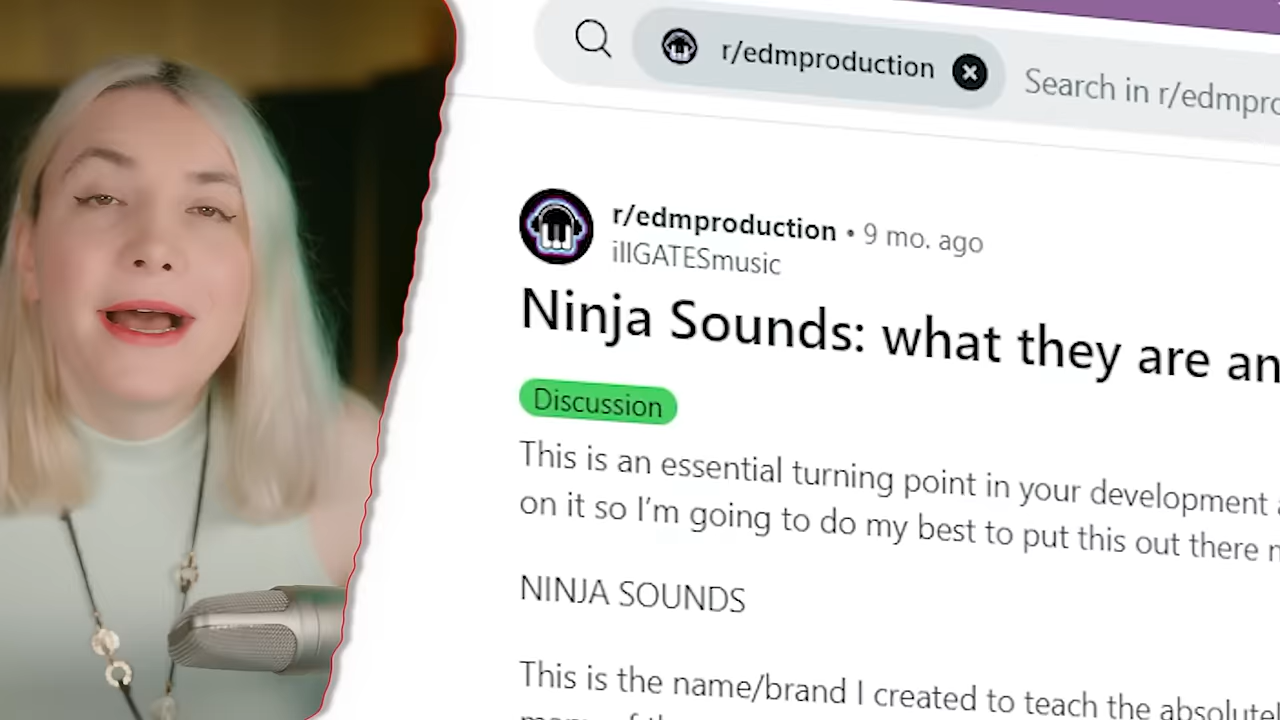 r/edmproduction
Search in r/edmpro
r/edmproduction • 9 mo. ago
illGATESmusic
Ninja Sounds: what they are an
Discussion
This is an essential turning point in your development
on it so I'm going to do my best to put this out there
NINJA SOUNDS
This is the name/brand I created to teach the absolutel